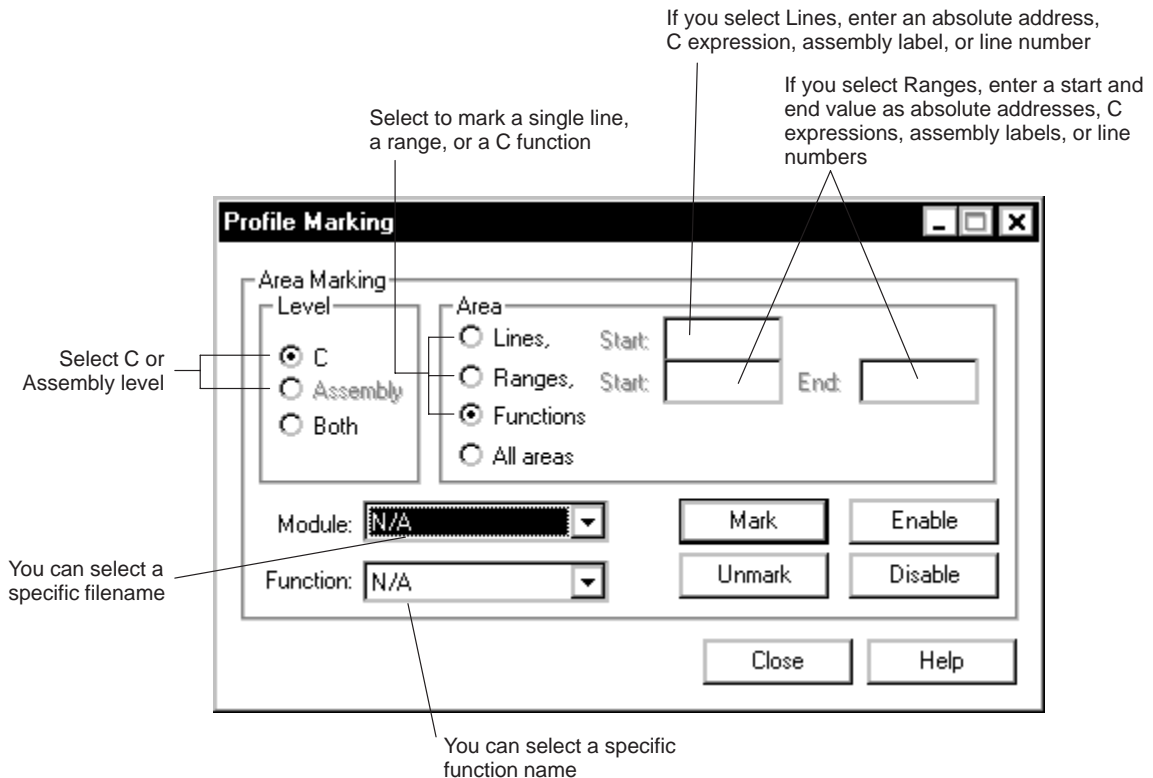 If you select Lines, enter an absolute address,
C expression, assembly label, or line number
If you select Ranges, enter a start and
end value as absolute addresses, C
expressions, assembly labels, or line
numbers
Select to mark a single line,
a range, or a C function
Profile Marking
Area Marking
Level
Area
Select C or
Assembly level
C
Assembly
Both
Lines, Start:
Ranges, Start: End:
Functions
All areas
Module: N/A
Mark Enable
You can select a
specific filename
Function: N/A
Unmark Disable
Close Help
You can select a specific
function name